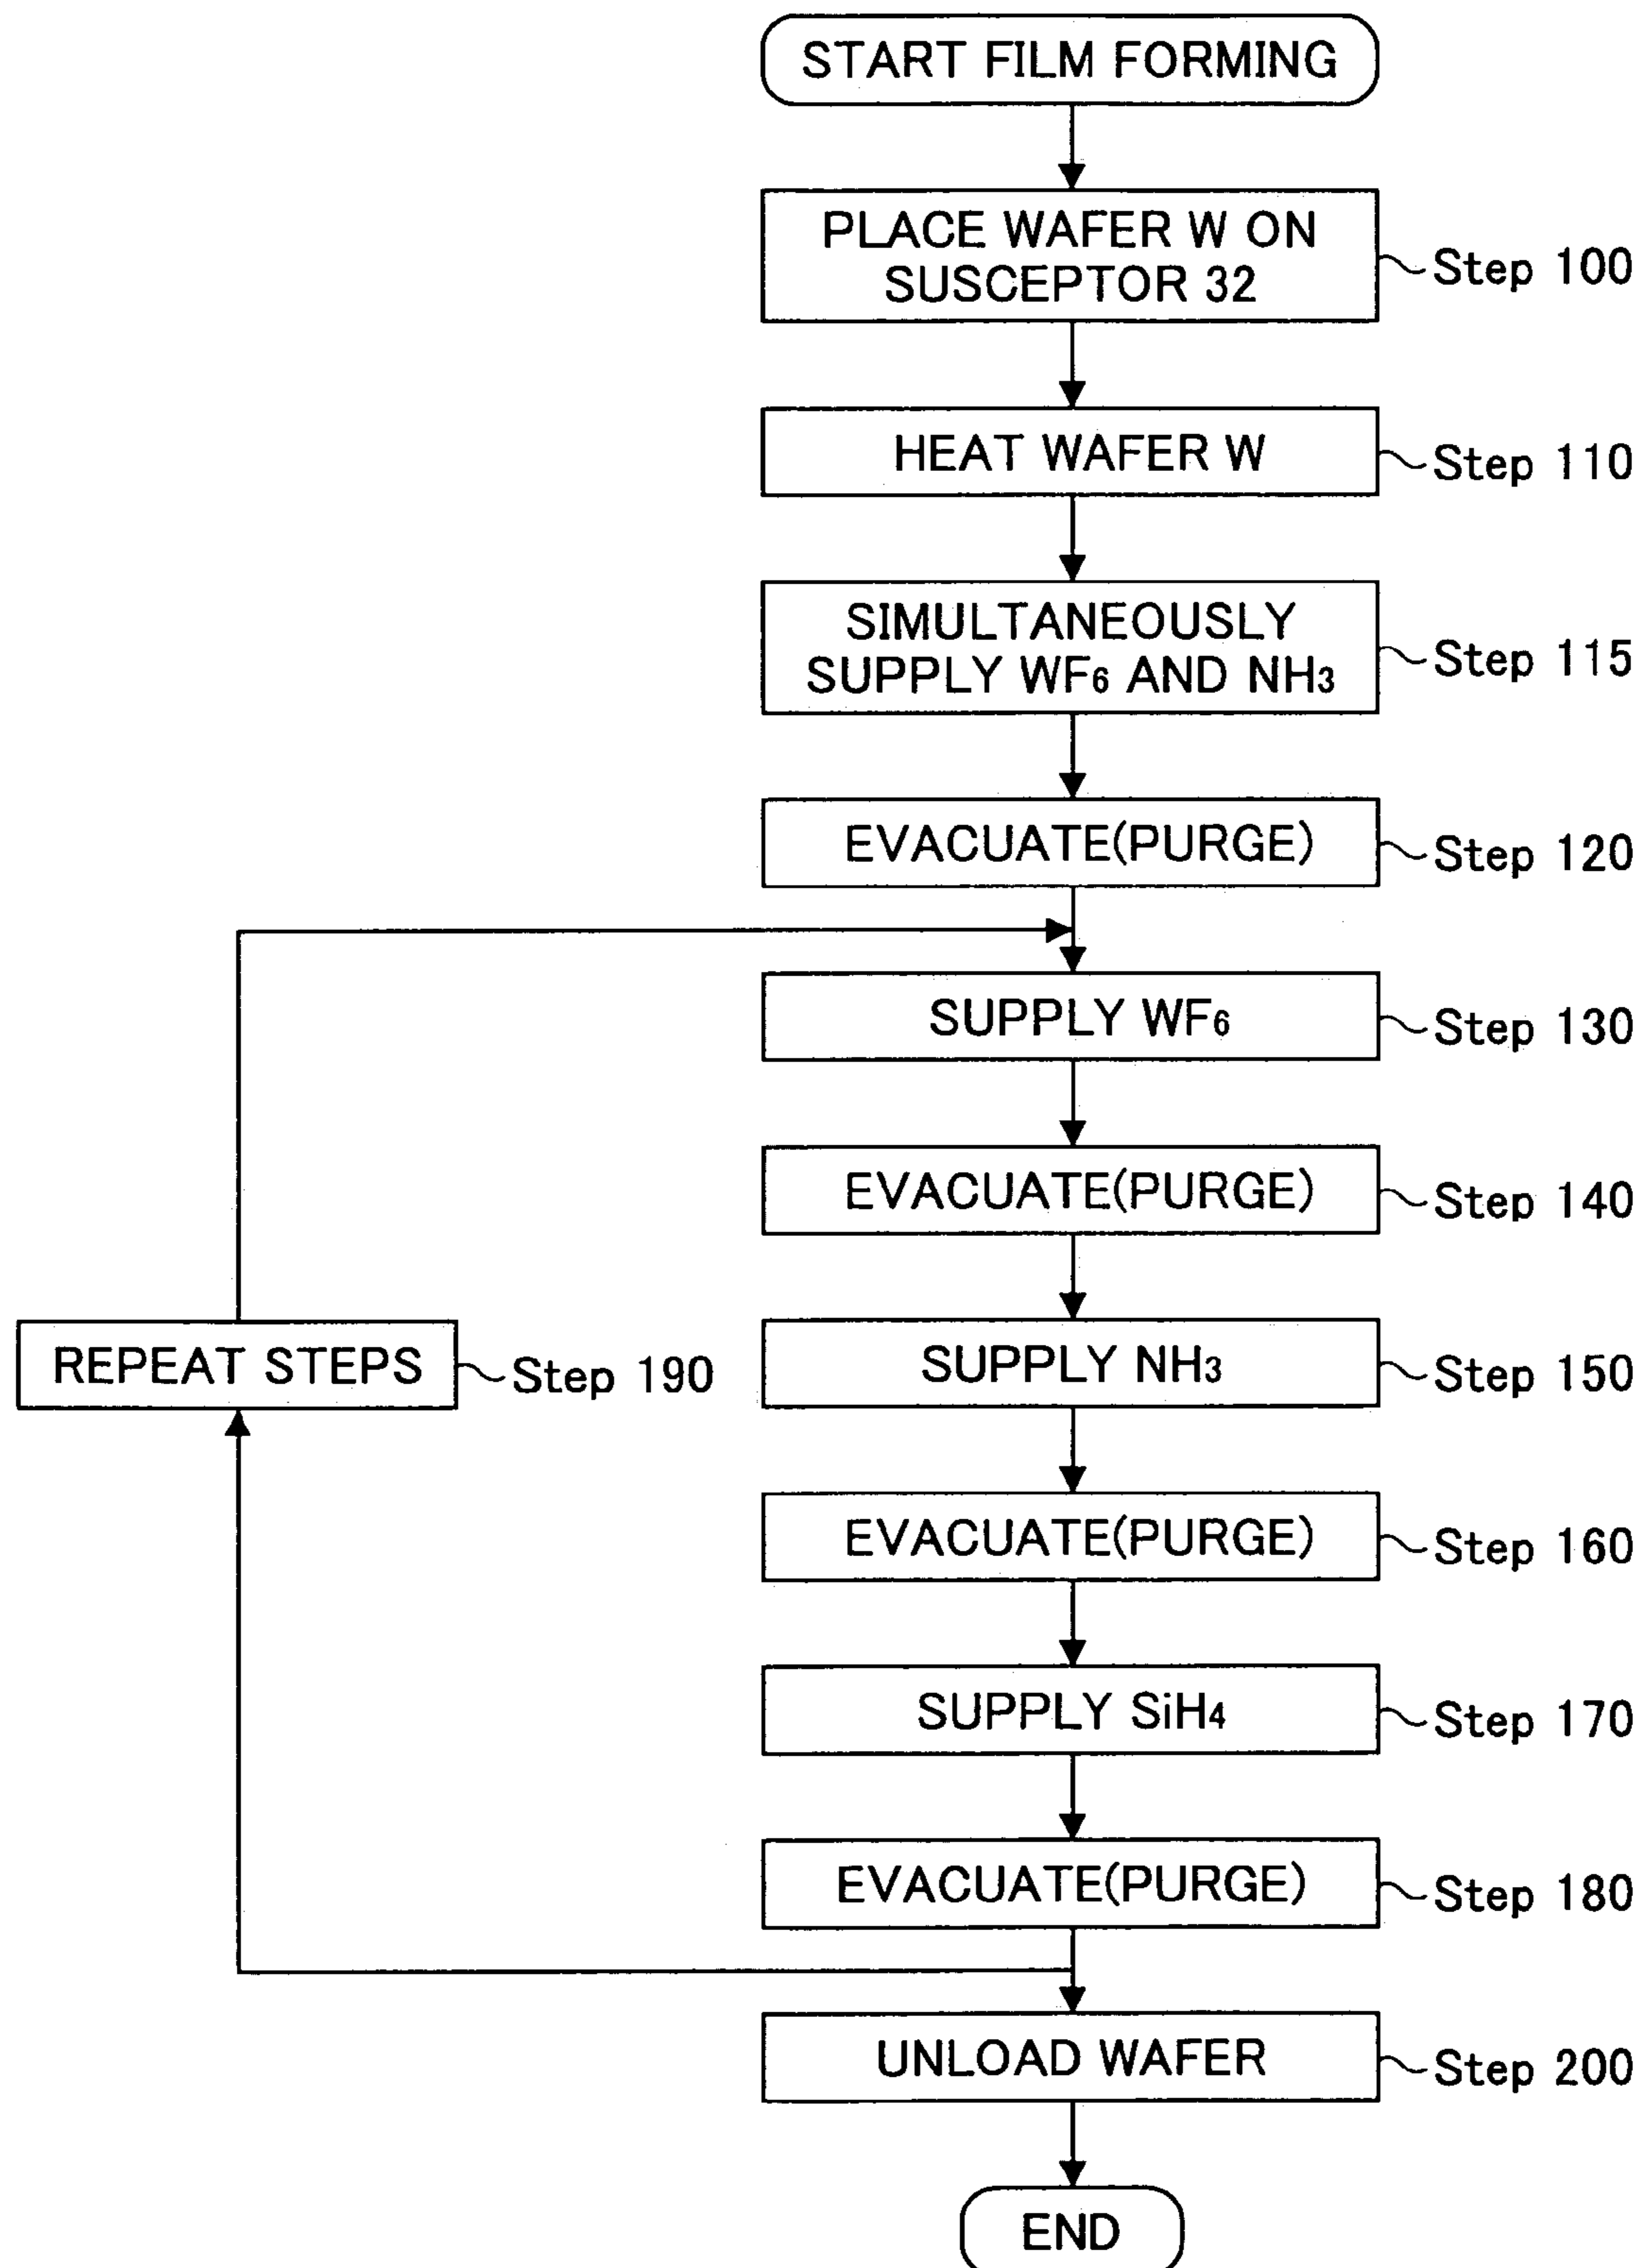 START FILM FORMING
PLACE WAFER W ON
SUSCEPTOR 32
Step 100
HEAT WAFER W
Step 110
SIMULTANEOUSLY
SUPPLY WF₆ AND NH₃
Step 115
EVACUATE(PURGE)
Step 120
SUPPLY WF₆
Step 130
EVACUATE(PURGE)
Step 140
REPEAT STEPS
Step 190
SUPPLY NH₃
Step 150
EVACUATE(PURGE)
Step 160
SUPPLY SiH₄
Step 170
EVACUATE(PURGE)
Step 180
UNLOAD WAFER
Step 200
END